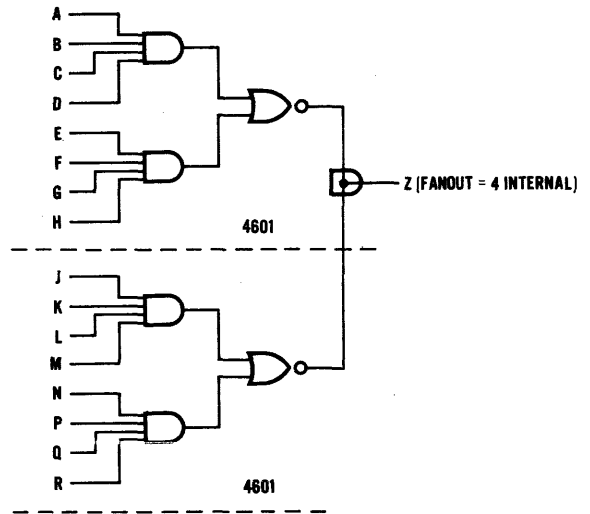 A
B
C
D
E
F
G
H
Z (FANOUT = 4 INTERNAL)
4601
J
K
L
M
N
P
Q
R
4601